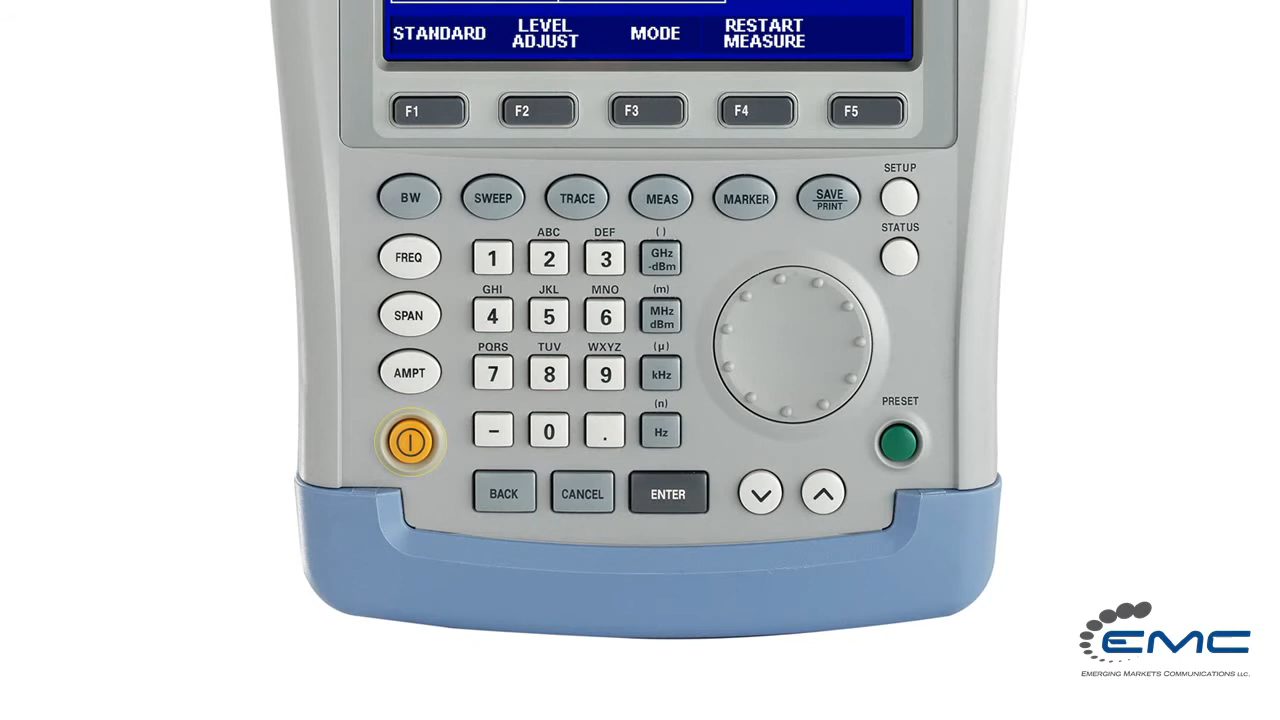 STANDARD LEVEL ADJUST MODE RESTART MEASURE
F1 F2 F3 F4 F5
SETUP
BW SWEEP TRACE MEAS MARKER SAVE PRINT
STATUS
ABC DEF ( )
FREQ 1 2 3 GHz -dBm
GHI JKL MNO (m)
SPAN 4 5 6 MHz dBm
PQRS TUV WXYZ (µ)
AMPT 7 8 9 kHz
PRESET
(n)
- 0 . Hz
BACK CANCEL ENTER
EMC
EMERGING MARKETS COMMUNICATIONS LLC.